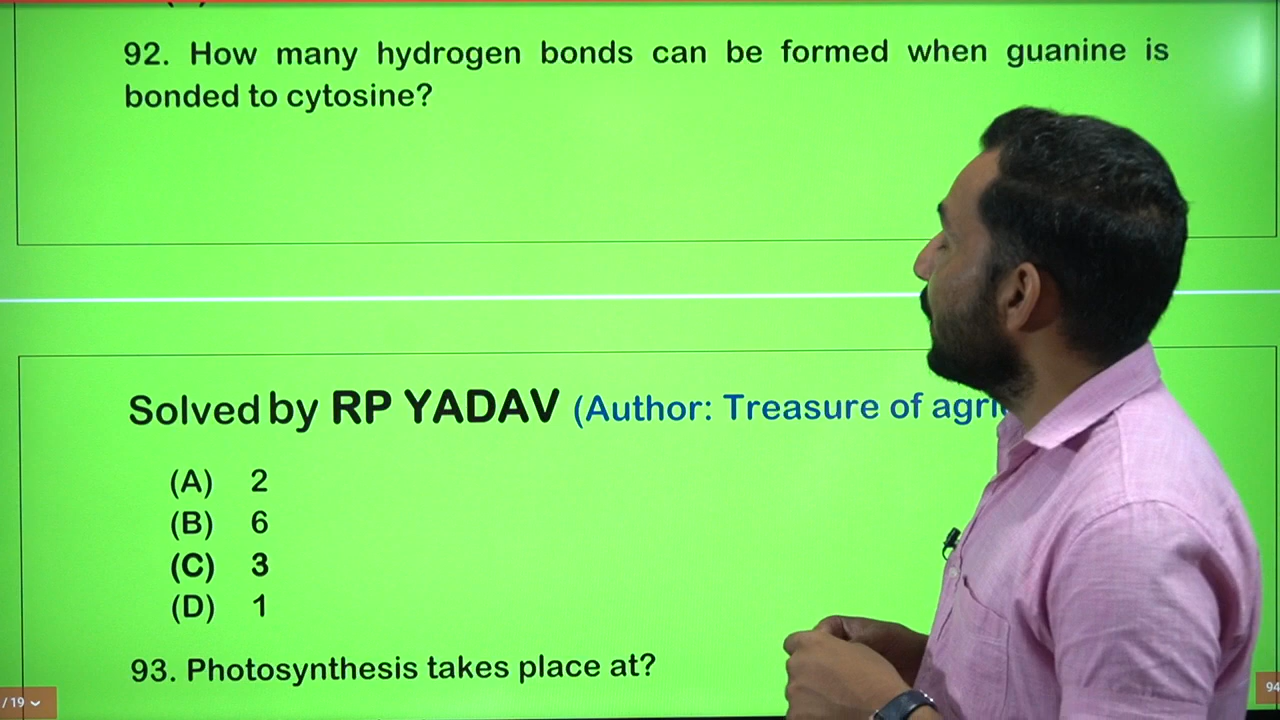 92. How many hydrogen bonds can be formed when guanine is
bonded to cytosine?
Solved by RP YADAV (Author: Treasure of
(A) 2
(B) 6
(C) 3
(D) 1
93. Photosynthesis takes place at?
/ 19
94